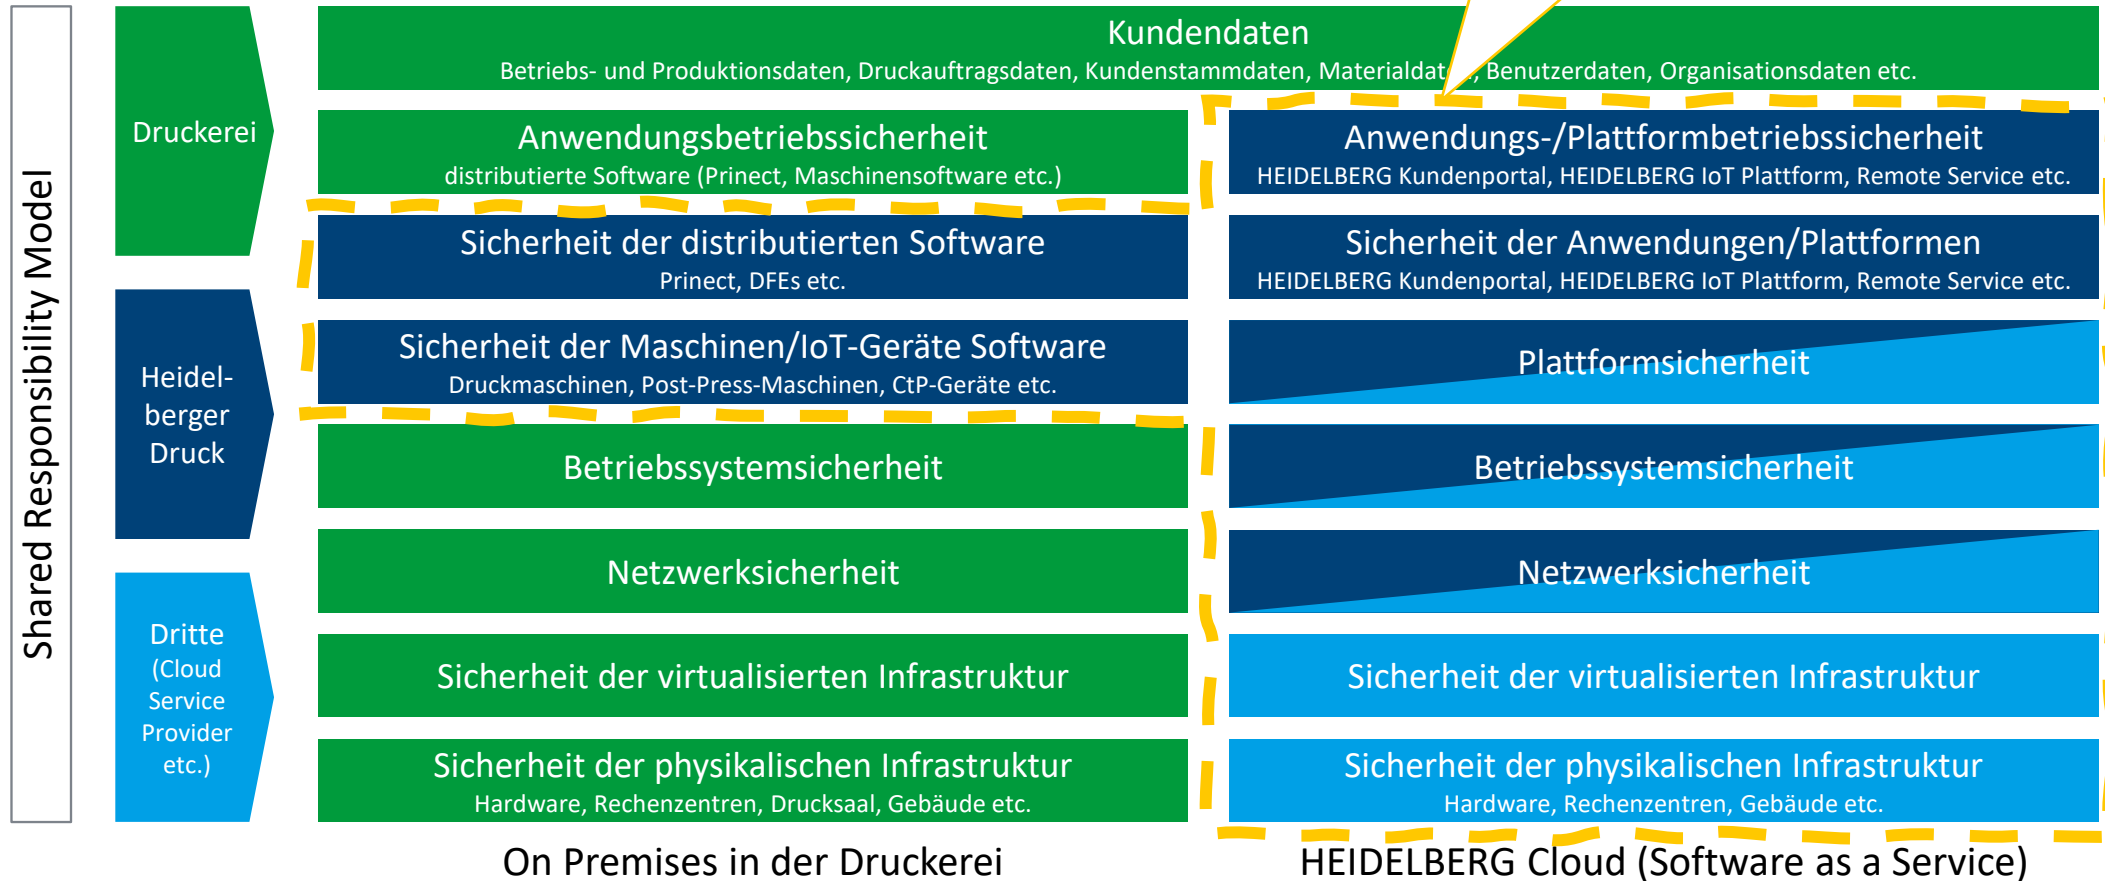 Shared Responsibility Model
Druckerei
Heidel-
berger
Druck
Dritte
(Cloud
Service
Provider
etc.)
Kundendaten
Betriebs- und Produktionsdaten, Druckauftragsdaten, Kundenstammdaten, Benutzerdaten, Organisationsdaten etc.
Anwendungsbetriebssicherheit
distributierte Software (Prinect, Maschinensoftware etc.)
Sicherheit der distributierten Software
Prinect, DFEs etc.
Sicherheit der Maschinen/IoT-Geräte Software
Druckmaschinen, Post-Press-Maschinen, CtP-Geräte etc.
Betriebssystemsicherheit
Netzwerksicherheit
Sicherheit der virtualisierten Infrastruktur
Sicherheit der physikalischen Infrastruktur
Hardware, Rechenzentren, Drucksaal, Gebäude etc.
On Premises in der Druckerei
Anwendungs-/Plattformbetriebssicherheit
HEIDELBERG Kundenportal, HEIDELBERG IoT Plattform, Remote Service etc.
Sicherheit der Anwendungen/Plattformen
HEIDELBERG Kundenportal, HEIDELBERG IoT Plattform, Remote Service etc.
Plattformsicherheit
Betriebssystemsicherheit
Netzwerksicherheit
Sicherheit der virtualisierten Infrastruktur
Sicherheit der physikalischen Infrastruktur
Hardware, Rechenzentren, Gebäude etc.
HEIDELBERG Cloud (Software as a Service)